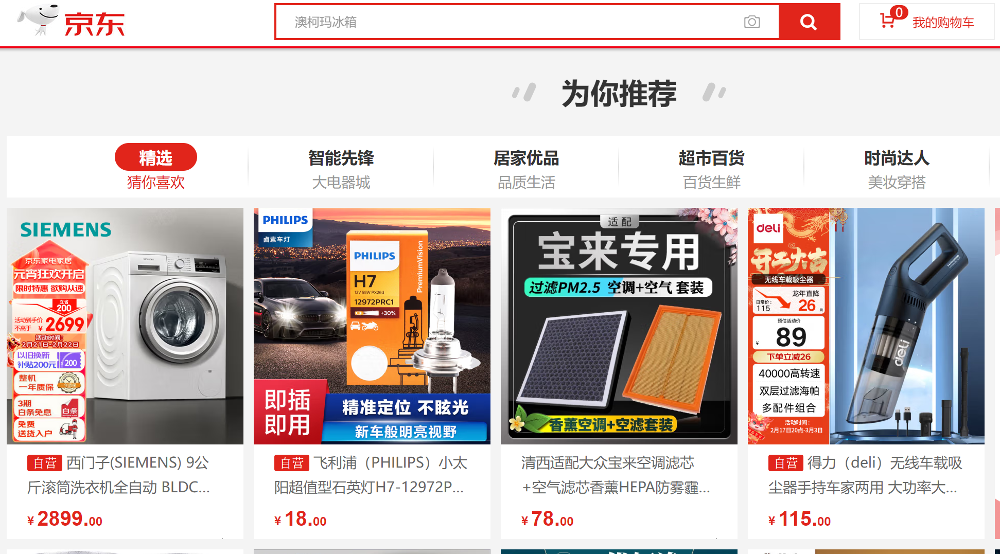 京东
澳柯玛冰箱
0
我的购物车
为你推荐
精选
猜你喜欢
智能先锋
大电器城
居家优品
品质生活
超市百货
百货生鲜
时尚达人
美妆穿搭
SIEMENS
京东家电家居
元宵狂欢开启
限时特惠 欲购从速
立省
200
活动到手价
不高于 ¥2699
活动时间:
2月21日-2月22日
以旧换新
补贴200元
¥200
整机
一年质保
一年质保
3期
白条免息
白条
免费
送货入户
自营 西门子(SIEMENS) 9公
斤滚筒洗衣机全自动 BLDC...
¥2899.00
PHILIPS
卤素车灯
PHILIPS
H7
12V 55W PX26d
12972PRC1
+30%
PremiumVision
即插
即用
精准定位 不眩光
新车般明亮视野
自营 飞利浦（PHILIPS）小太
阳超值型石英灯H7-12972P...
¥18.00
适配
宝来专用
过滤PM2.5 空调+空气 套装
香薰空调+空滤套装
清西适配大众宝来空调滤芯
+空气滤芯香薰HEPA防雾霾...
¥78.00
deli
开工大吉
无线车载吸尘器
龙年直降
日常价:
115
26元
预估活动价
¥89
下单立减26
40000高转速
双层过滤海帕
多配件组合
活动时间：
2月17日20点-3月3日
deli
自营 得力（deli）无线车载吸
尘器手持车家两用 大功率大...
¥115.00